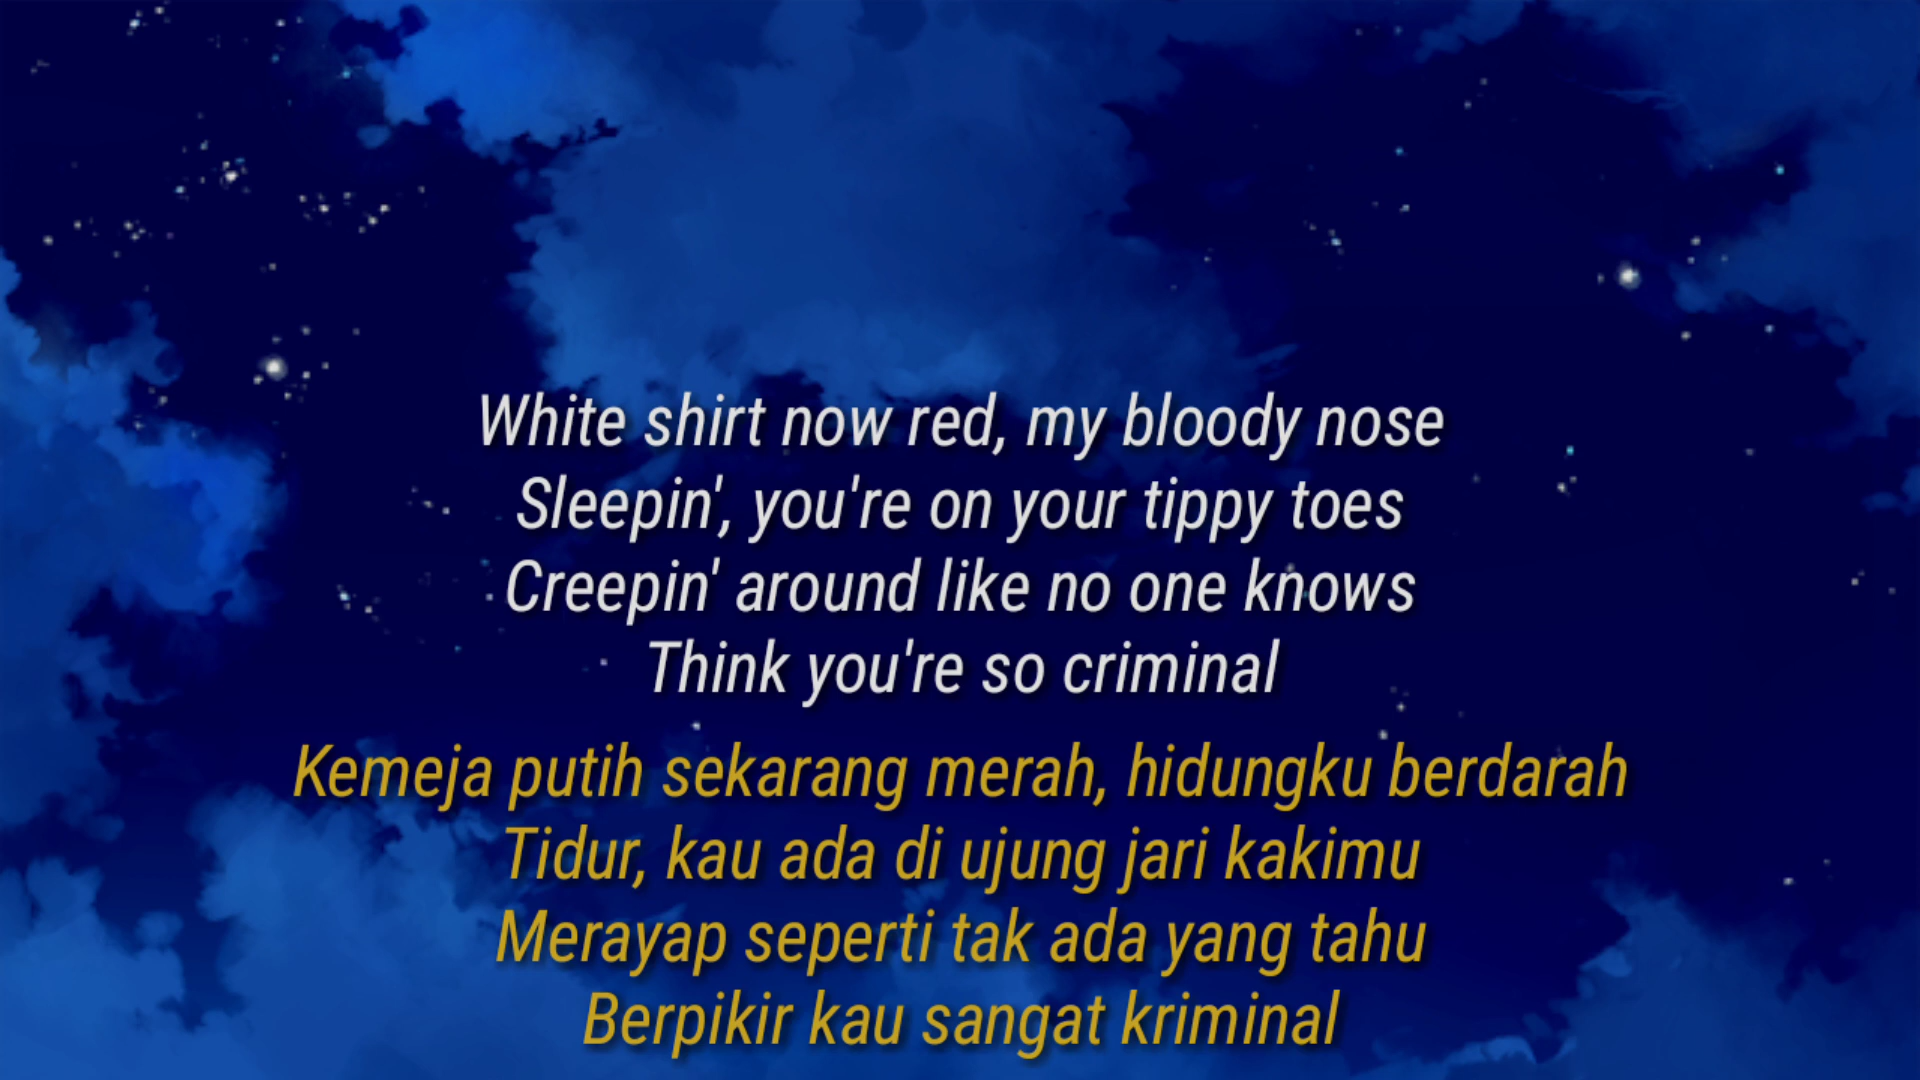 White shirt now red, my bloody nose
Sleepin', you're on your tippy toes
Creepin' around like no one knows
Think you're so criminal
Kemeja putih sekarang merah, hidungku berdarah
Tidur, kau ada di ujung jari kakimu
Merayap seperti tak ada yang tahu
Berpikir kau sangat kriminal